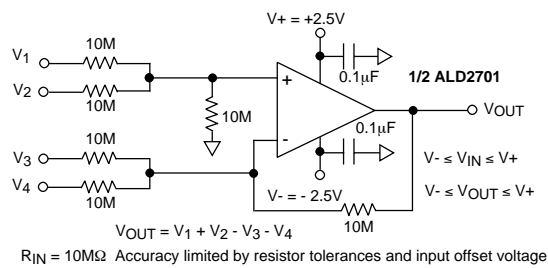 V+ = +2.5V
10M
V1
+
0.1μF
1/2 ALD2701
V2
10M
10M
VOUT
10M
-
0.1μF
V3
V- ≤ VIN ≤ V+
V4
V- = - 2.5V
V- ≤ VOUT ≤ V+
10M
10M
VOUT = V1 + V2 - V3 - V4
RIN = 10MΩ Accuracy limited by resistor tolerances and input offset voltage